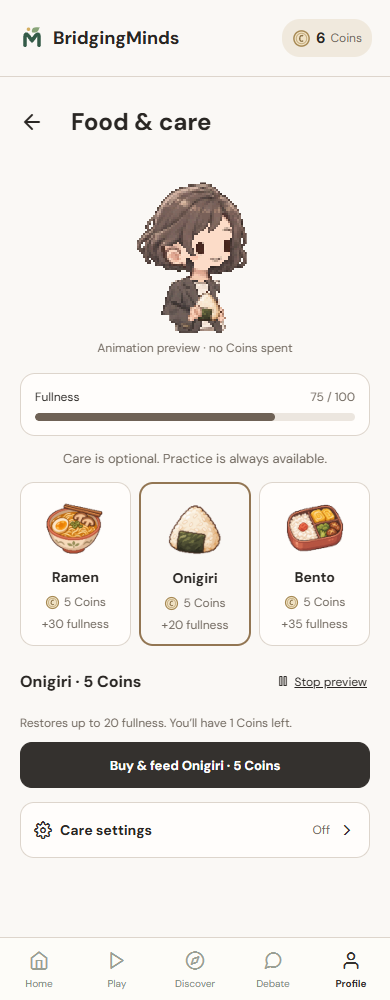 BridgingMinds
6 Coins
Food & care
Animation preview · no Coins spent
Fullness
75 / 100
Care is optional. Practice is always available.
Ramen
5 Coins
+30 fullness
Onigiri
5 Coins
+20 fullness
Bento
5 Coins
+35 fullness
Onigiri · 5 Coins
Stop preview
Restores up to 20 fullness. You'll have 1 Coins left.
Buy & feed Onigiri · 5 Coins
Care settings
Off
Home
Play
Discover
Debate
Profile